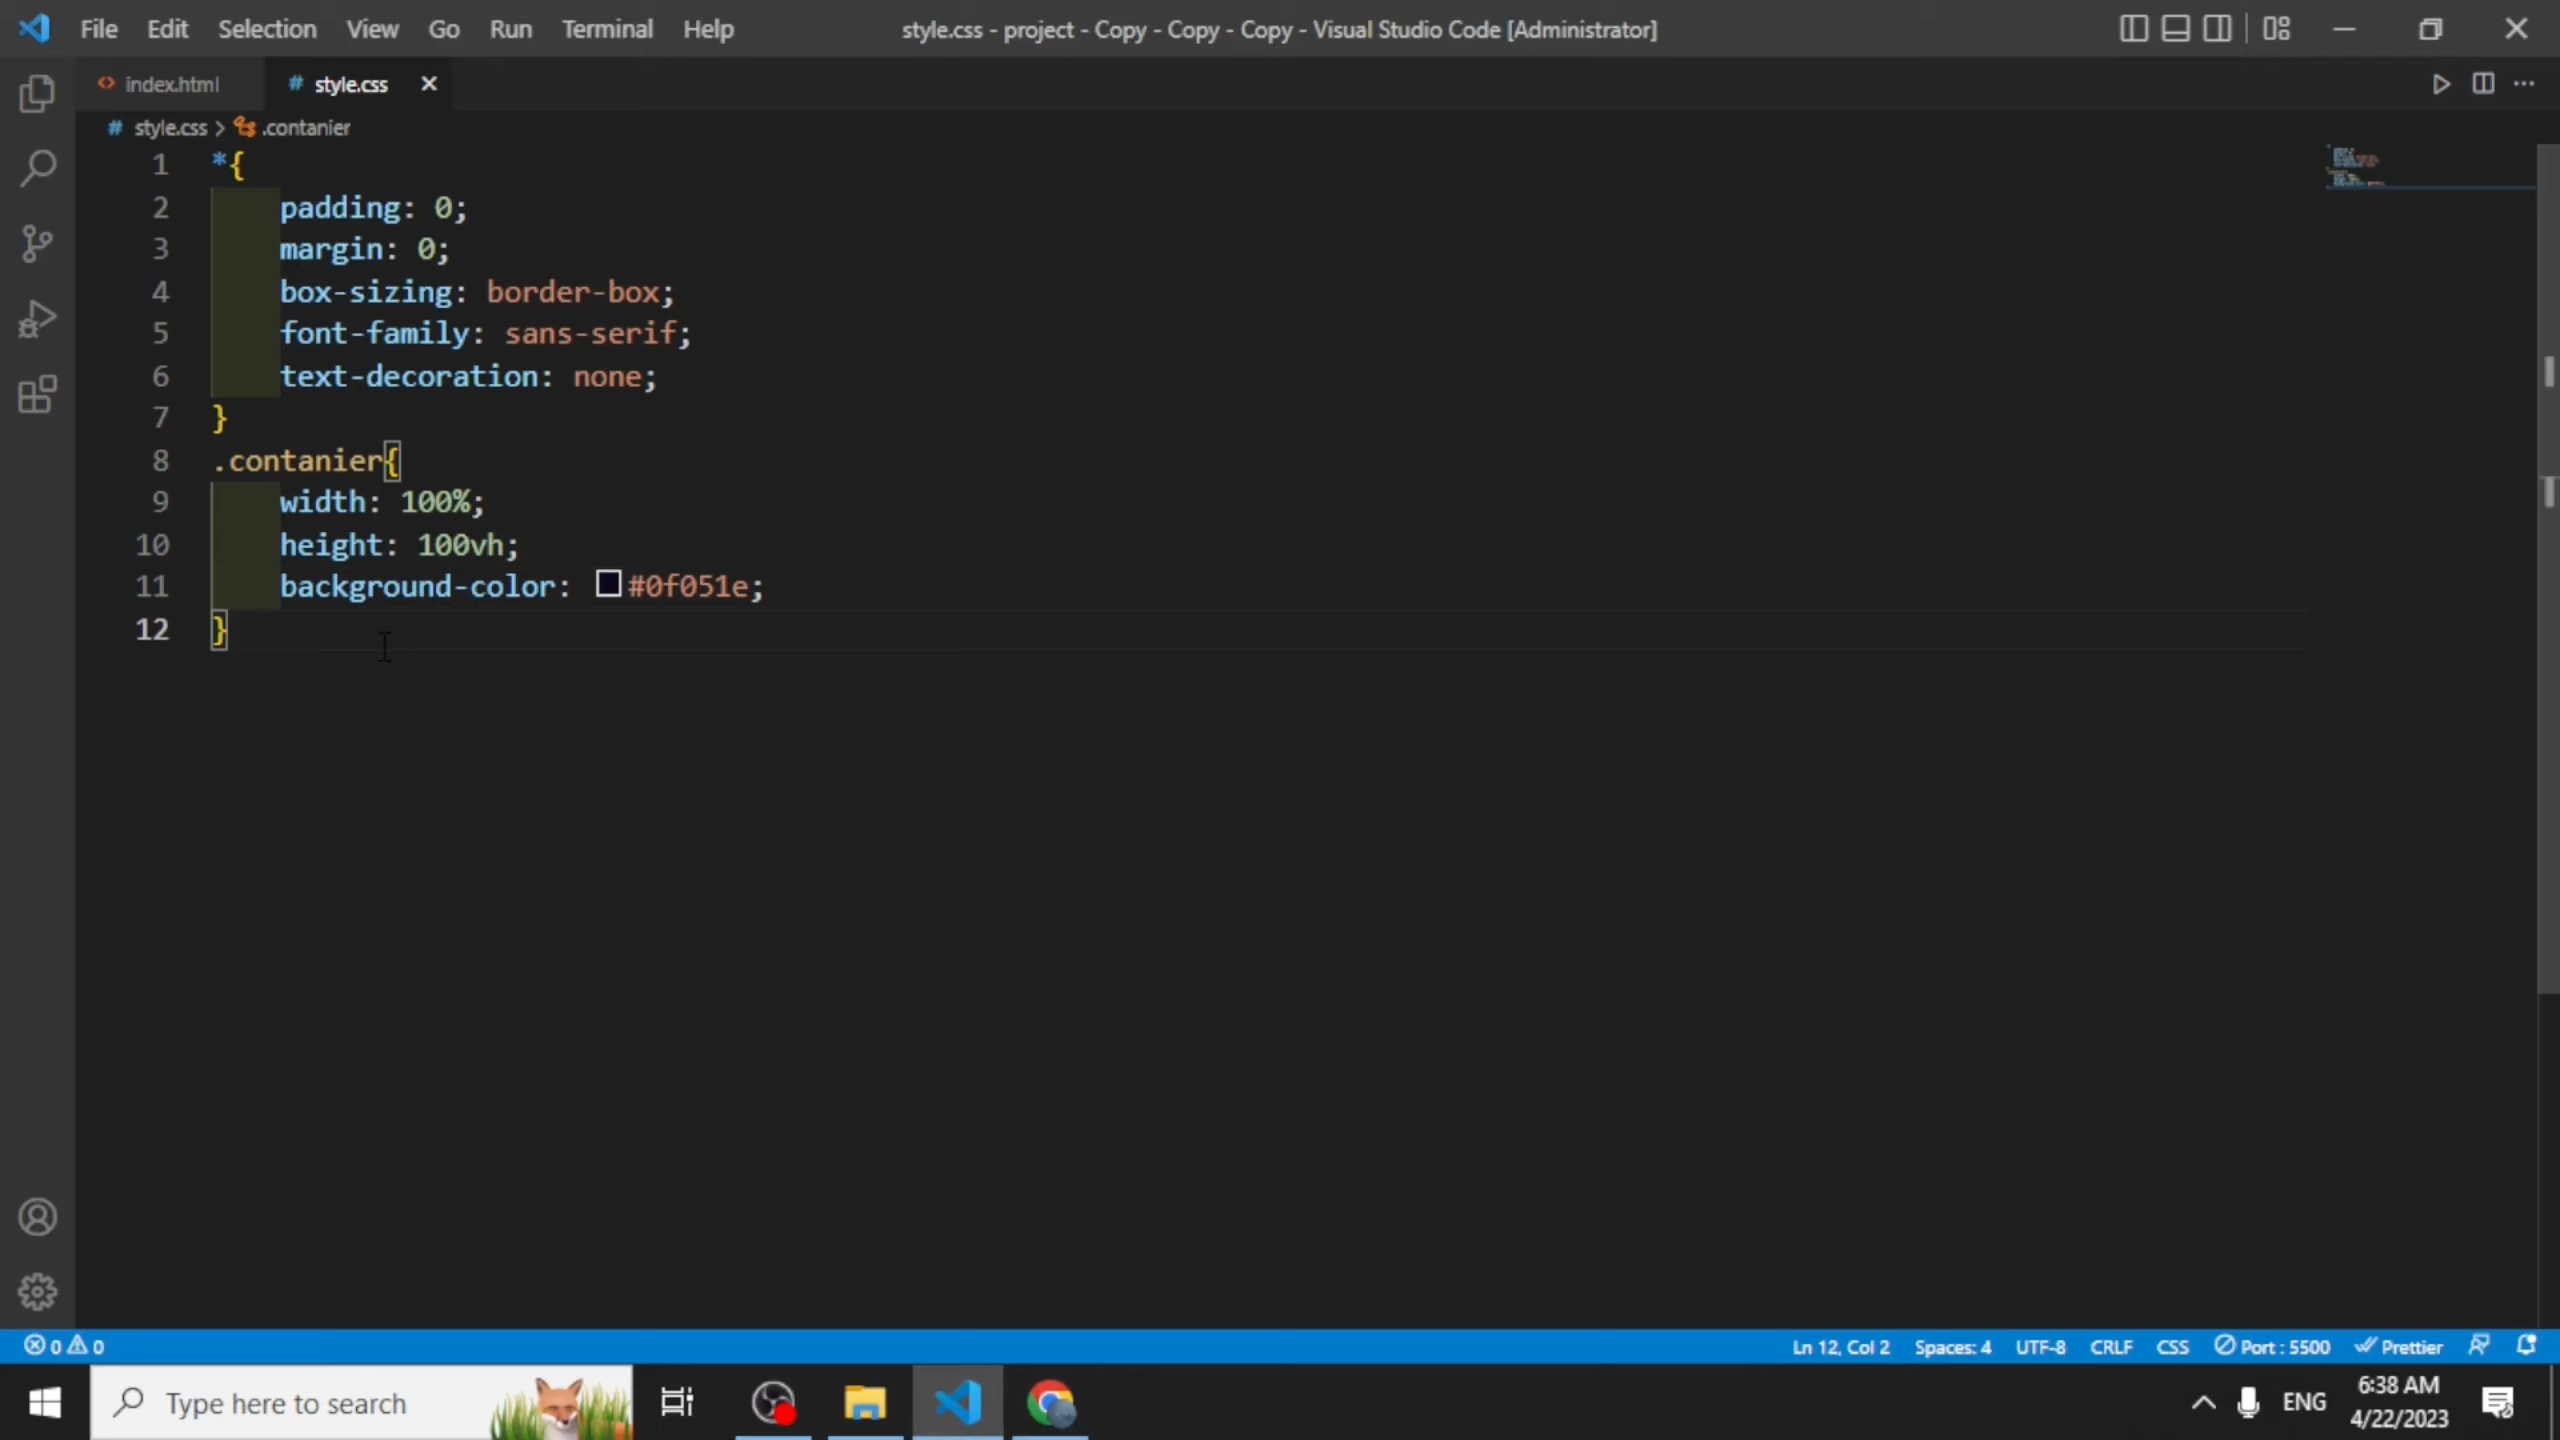 File Edit Selection View Go Run Terminal Help style.css - project - Copy - Copy - Copy - Visual Studio Code [Administrator]
<> index.html # style.css ✕
# style.css > .contanier
1 *{
2 padding: 0;
3 margin: 0;
4 box-sizing: border-box;
5 font-family: sans-serif;
6 text-decoration: none;
7 }
8 .contanier{
9 width: 100%;
10 height: 100vh;
11 background-color: #0f051e;
12 }
0 0 Ln 12, Col 2 Spaces: 4 UTF-8 CRLF CSS Port : 5500 Prettier
Type here to search ENG 6:38 AM
4/22/2023